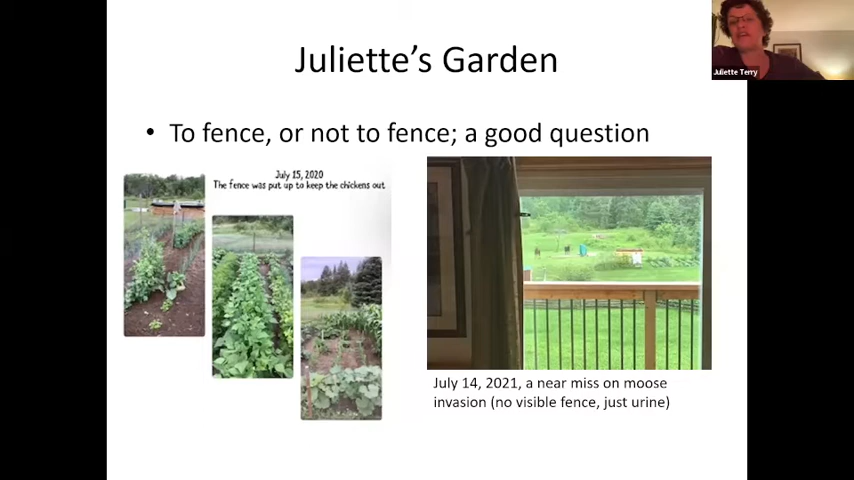 Juliette's Garden
Juliette Terry
• To fence, or not to fence; a good question
July 15, 2020
The fence was put up to keep the chickens out
July 14, 2021, a near miss on moose
invasion (no visible fence, just urine)